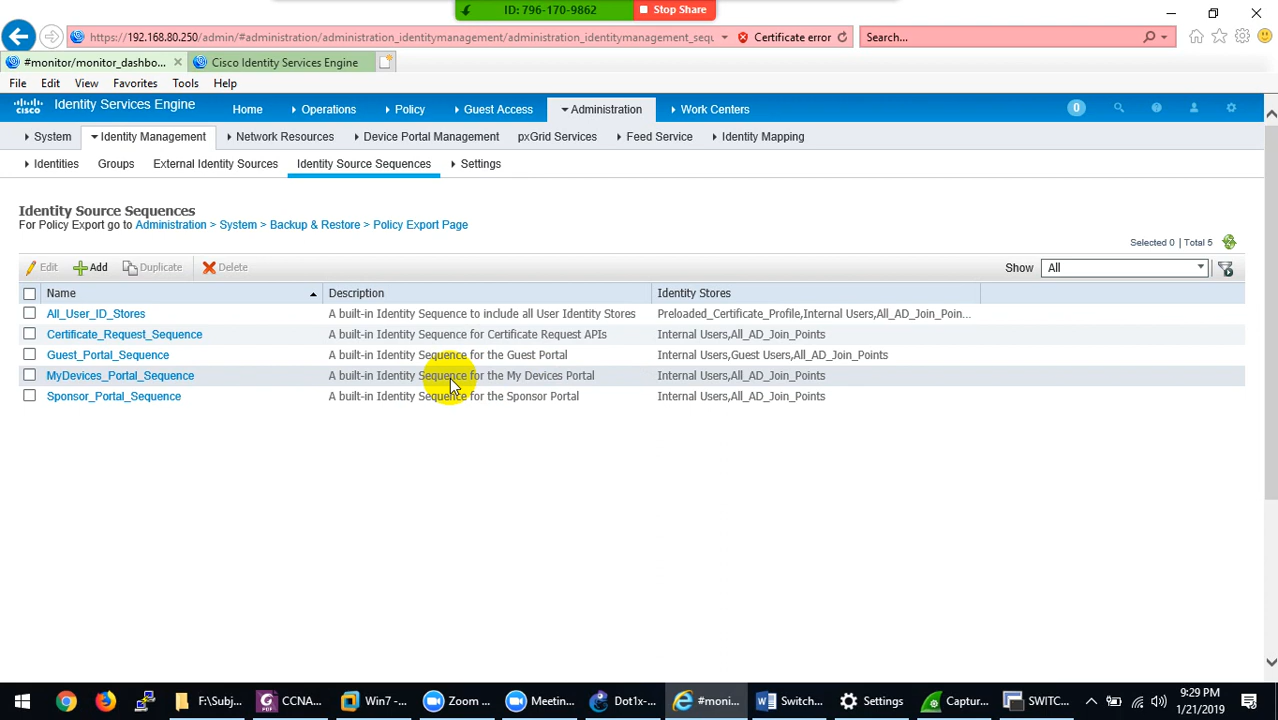 ID: 796-170-9862 Stop Share
https://192.168.80.250/admin/#administration/administration_identitymanagement/administration_identitymanagement_sequ Certificate error Search...
#monitor/monitor_dashbo... Cisco Identity Services Engine
File Edit View Favorites Tools Help
cisco Identity Services Engine Home Operations Policy Guest Access Administration Work Centers 0
System Identity Management Network Resources Device Portal Management pxGrid Services Feed Service Identity Mapping
Identities Groups External Identity Sources Identity Source Sequences Settings
Identity Source Sequences
For Policy Export go to Administration > System > Backup & Restore > Policy Export Page
Selected 0 | Total 5
Edit Add Duplicate Delete Show All
Name Description Identity Stores
All_User_ID_Stores A built-in Identity Sequence to include all User Identity Stores Preloaded_Certificate_Profile,Internal Users,All_AD_Join_Poin...
Certificate_Request_Sequence A built-in Identity Sequence for Certificate Request APIs Internal Users,All_AD_Join_Points
Guest_Portal_Sequence A built-in Identity Sequence for the Guest Portal Internal Users,Guest Users,All_AD_Join_Points
MyDevices_Portal_Sequence A built-in Identity Sequence for the My Devices Portal Internal Users,All_AD_Join_Points
Sponsor_Portal_Sequence A built-in Identity Sequence for the Sponsor Portal Internal Users,All_AD_Join_Points
F:\Subj... CCNA... Win7 -... Zoom ... Meetin... Dot1x-... #moni... Switch... Settings Captur... SWITC... 9:29 PM
1/21/2019